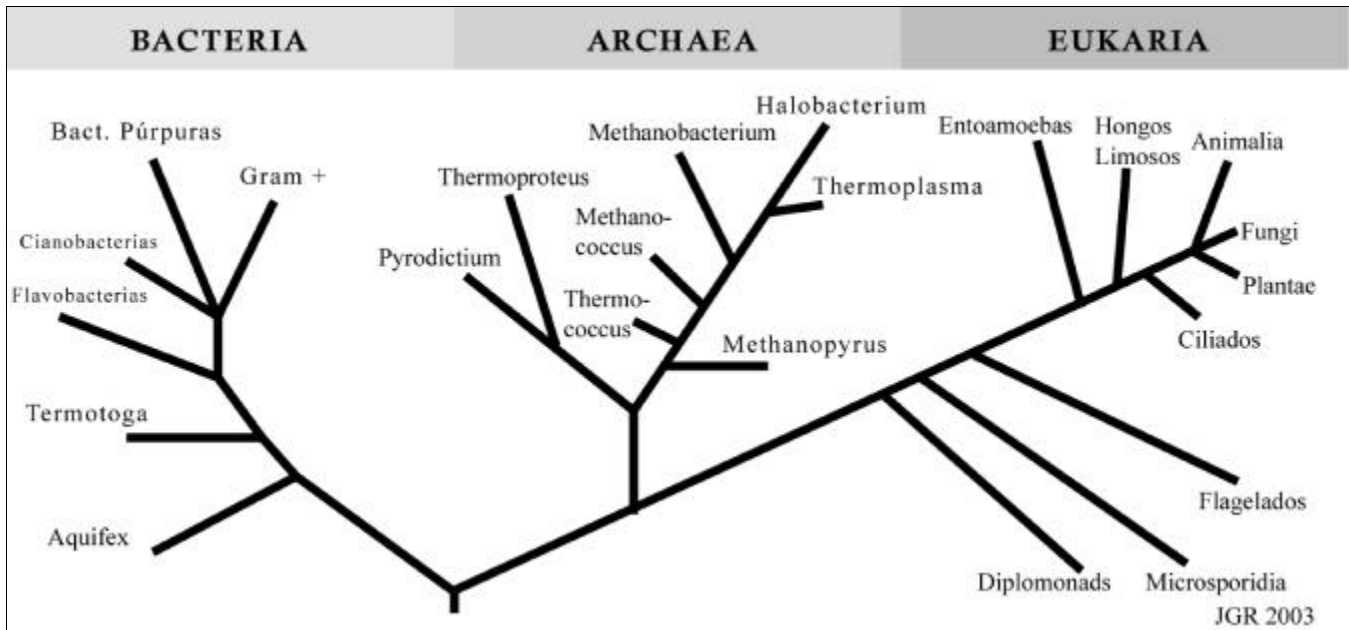 BACTERIA
ARCHAEA
EUKARIA
Bact. Púrpuras
Gram +
Cianobacterias
Flavobacterias
Termotoga
Aquifex
Halobacterium
Methanobacterium
Thermoproteus
Thermoplasma
Methano-
coccus
Pyrodictium
Thermo-
coccus
Methanopyrus
Entoamoebas
Hongos
Limosos
Animalia
Fungi
Plantae
Ciliados
Flagelados
Diplomonads
Microsporidia
JGR 2003